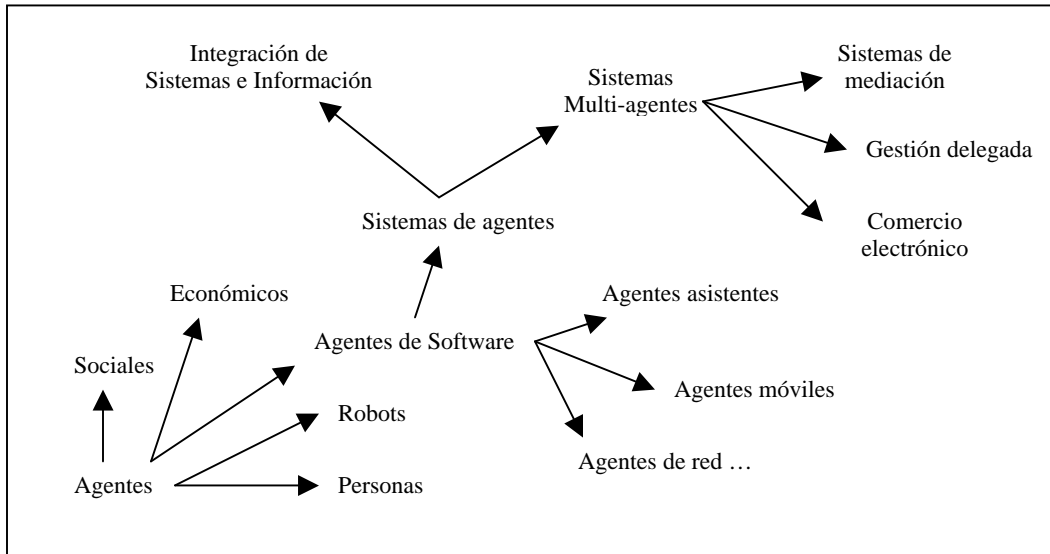 Integración de
Sistemas e Información
Sistemas
Multi-agentes
Sistemas de
mediación
Gestión delegada
Comercio
electrónico
Sistemas de agentes
Económicos
Agentes asistentes
Agentes de Software
Sociales
Agentes móviles
Robots
Agentes de red …
Agentes
Personas